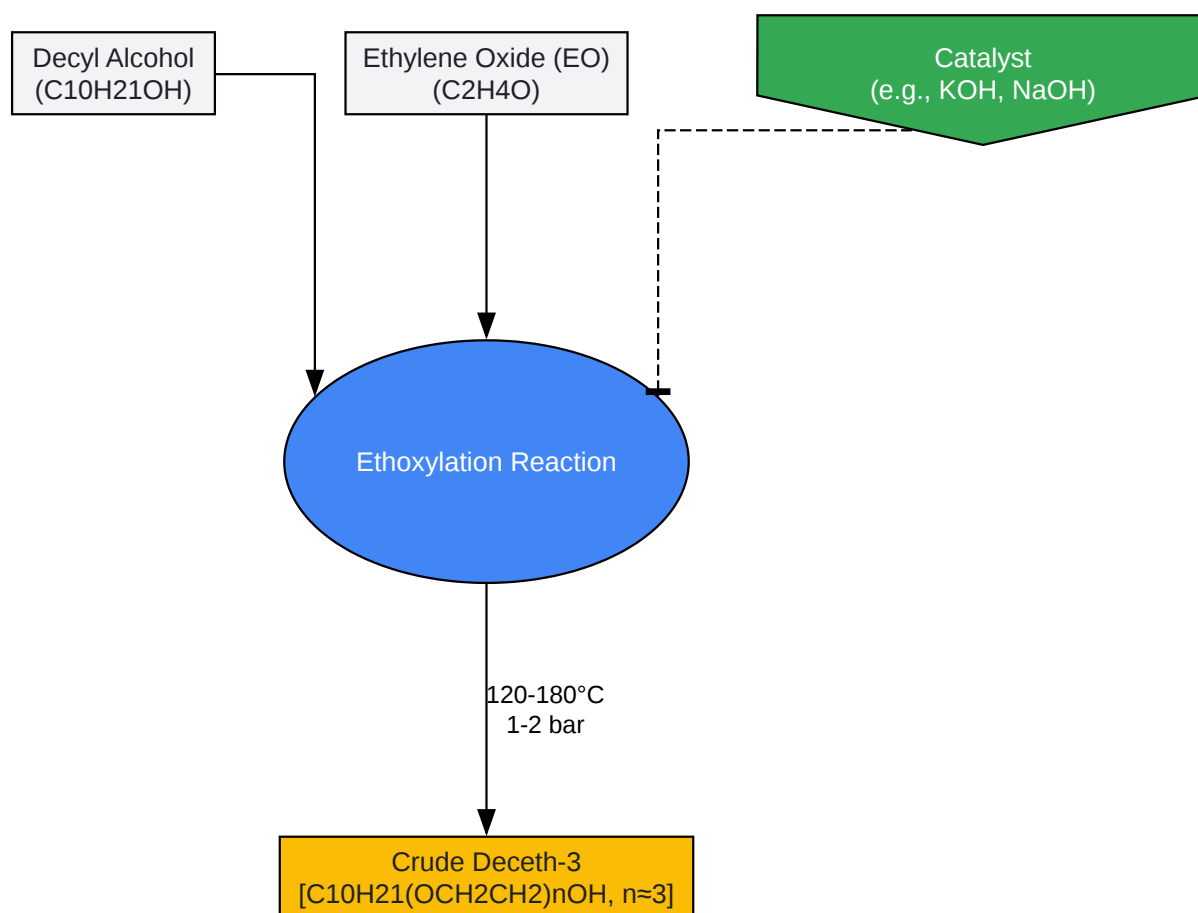 Decyl Alcohol
(C10H21OH)
Ethylene Oxide (EO)
(C2H4O)
Catalyst
(e.g., KOH, NaOH)
Ethoxylation Reaction
120-180°C
1-2 bar
Crude Deceth-3
[C10H21(OCH2CH2)nOH, n≈3]